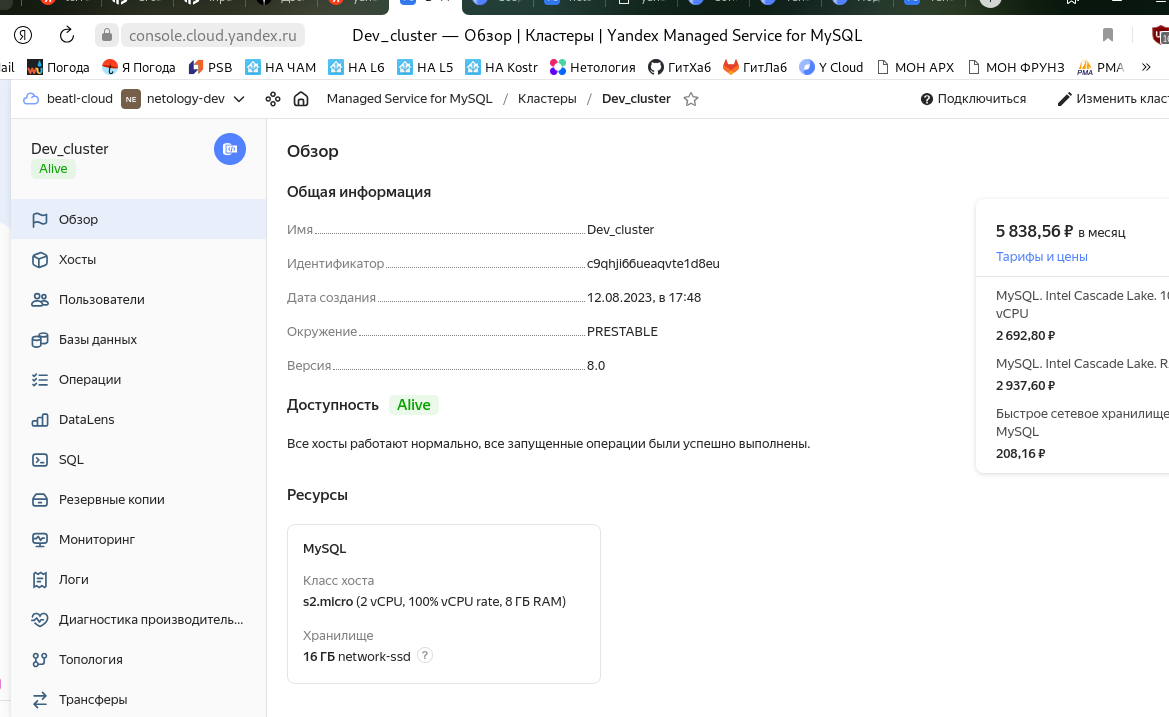 console.cloud.yandex.ru
Dev_cluster — Обзор | Кластеры | Yandex Managed Service for MySQL
ail Погода Я Погода PSB НА ЧАМ НА L6 НА L5 НА Kostr Нетология ГитХаб ГитЛаб Y Cloud МОН АРХ МОН ФРУНЗ PMA »
beatl-cloud NE netology-dev Managed Service for MySQL / Кластеры / Dev_cluster Подключиться Изменить клас
Dev_cluster
Alive
Обзор
Хосты
Пользователи
Базы данных
Операции
DataLens
SQL
Резервные копии
Мониторинг
Логи
Диагностика производитель...
Топология
Трансферы
Обзор
Общая информация
Имя Dev_cluster
Идентификатор c9qhji66ueaqvte1d8eu
Дата создания 12.08.2023, в 17:48
Окружение PRESTABLE
Версия 8.0
Доступность Alive
Все хосты работают нормально, все запущенные операции были успешно выполнены.
Ресурсы
MySQL
Класс хоста
s2.micro (2 vCPU, 100% vCPU rate, 8 ГБ RAM)
Хранилище
16 ГБ network-ssd ?
5 838,56 ₽ в месяц
Тарифы и цены
MySQL. Intel Cascade Lake. 10
vCPU
2 692,80 ₽
MySQL. Intel Cascade Lake. R
2 937,60 ₽
Быстрое сетевое хранилище
MySQL
208,16 ₽